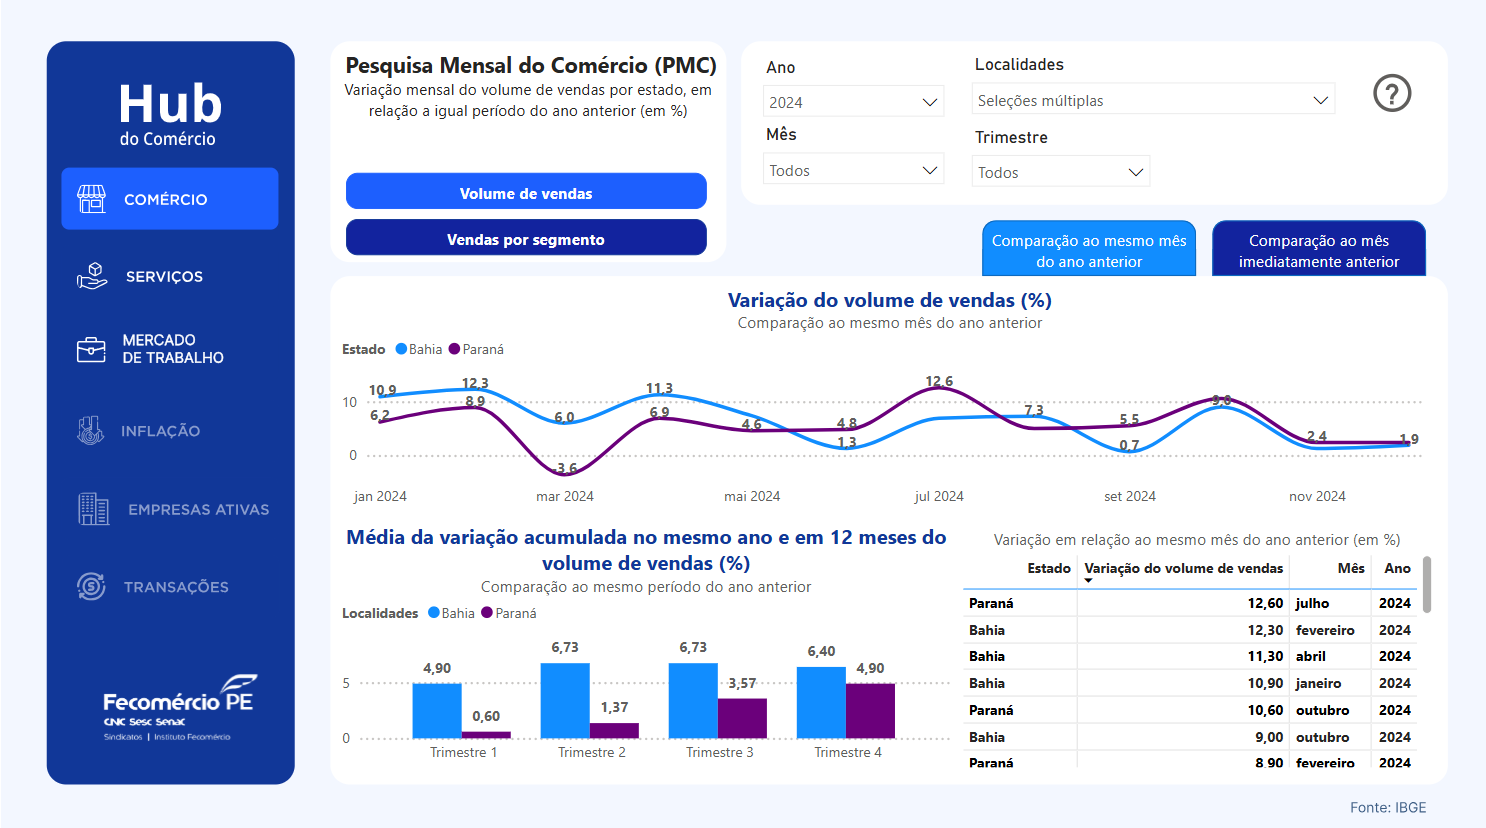 Hub
do Comércio
COMÉRCIO
SERVIÇOS
MERCADO
DE TRABALHO
INFLAÇÃO
EMPRESAS ATIVAS
TRANSAÇÕES
Fecomércio PE
CNC Sesc Senac
Sindicatos | Instituto Fecomércio
Pesquisa Mensal do Comércio (PMC)
Variação mensal do volume de vendas por estado, em
relação a igual período do ano anterior (em %)
Volume de vendas
Vendas por segmento
Ano
2024
Mês
Todos
Localidades
Seleções múltiplas
Trimestre
Todos
?
Comparação ao mesmo mês
do ano anterior
Comparação ao mês
imediatamente anterior
Variação do volume de vendas (%)
Comparação ao mesmo mês do ano anterior
Estado Bahia Paraná
10
0
10,9 12,3 6,0 11,3 1,3 7,3 0,7 9,0 1,9
6,2 8,9 -3,6 6,9 4,6 4,8 12,6 5,5 2,4
jan 2024 mar 2024 mai 2024 jul 2024 set 2024 nov 2024
Média da variação acumulada no mesmo ano e em 12 meses do
volume de vendas (%)
Comparação ao mesmo período do ano anterior
Localidades Bahia Paraná
5
0
4,90 0,60 6,73 1,37 6,73 3,57 6,40 4,90
Trimestre 1 Trimestre 2 Trimestre 3 Trimestre 4
Variação em relação ao mesmo mês do ano anterior (em %)
Estado Variação do volume de vendas Mês Ano
Paraná 12,60 julho 2024
Bahia 12,30 fevereiro 2024
Bahia 11,30 abril 2024
Bahia 10,90 janeiro 2024
Paraná 10,60 outubro 2024
Bahia 9,00 outubro 2024
Paraná 8,90 fevereiro 2024
Fonte: IBGE